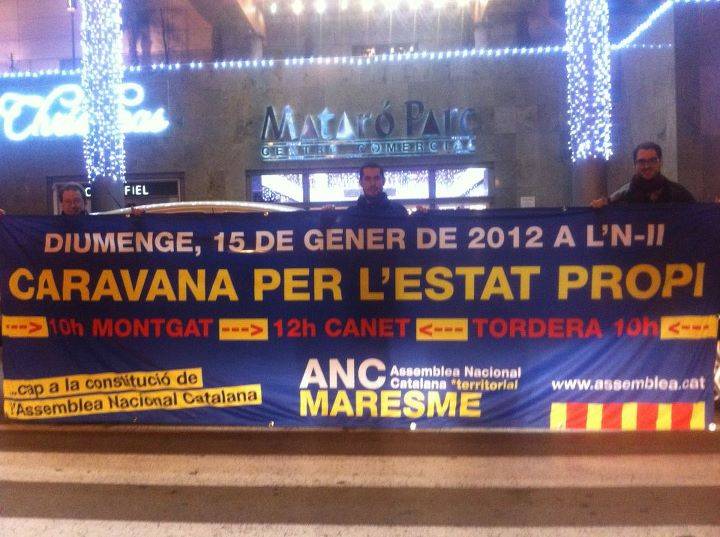 Mataró Parc
CENTRE COMERCIAL
FIEL
DIUMENGE, 15 DE GENER DE 2012 A L'N-II
CARAVANA PER L'ESTAT PROPI
---> 10h MONTGAT ---> 12h CANET <--- TORDERA 10h <---
...cap a la constitució de
l'Assemblea Nacional Catalana
ANC Assemblea Nacional
Catalana *territorial
MARESME
www.assemblea.cat